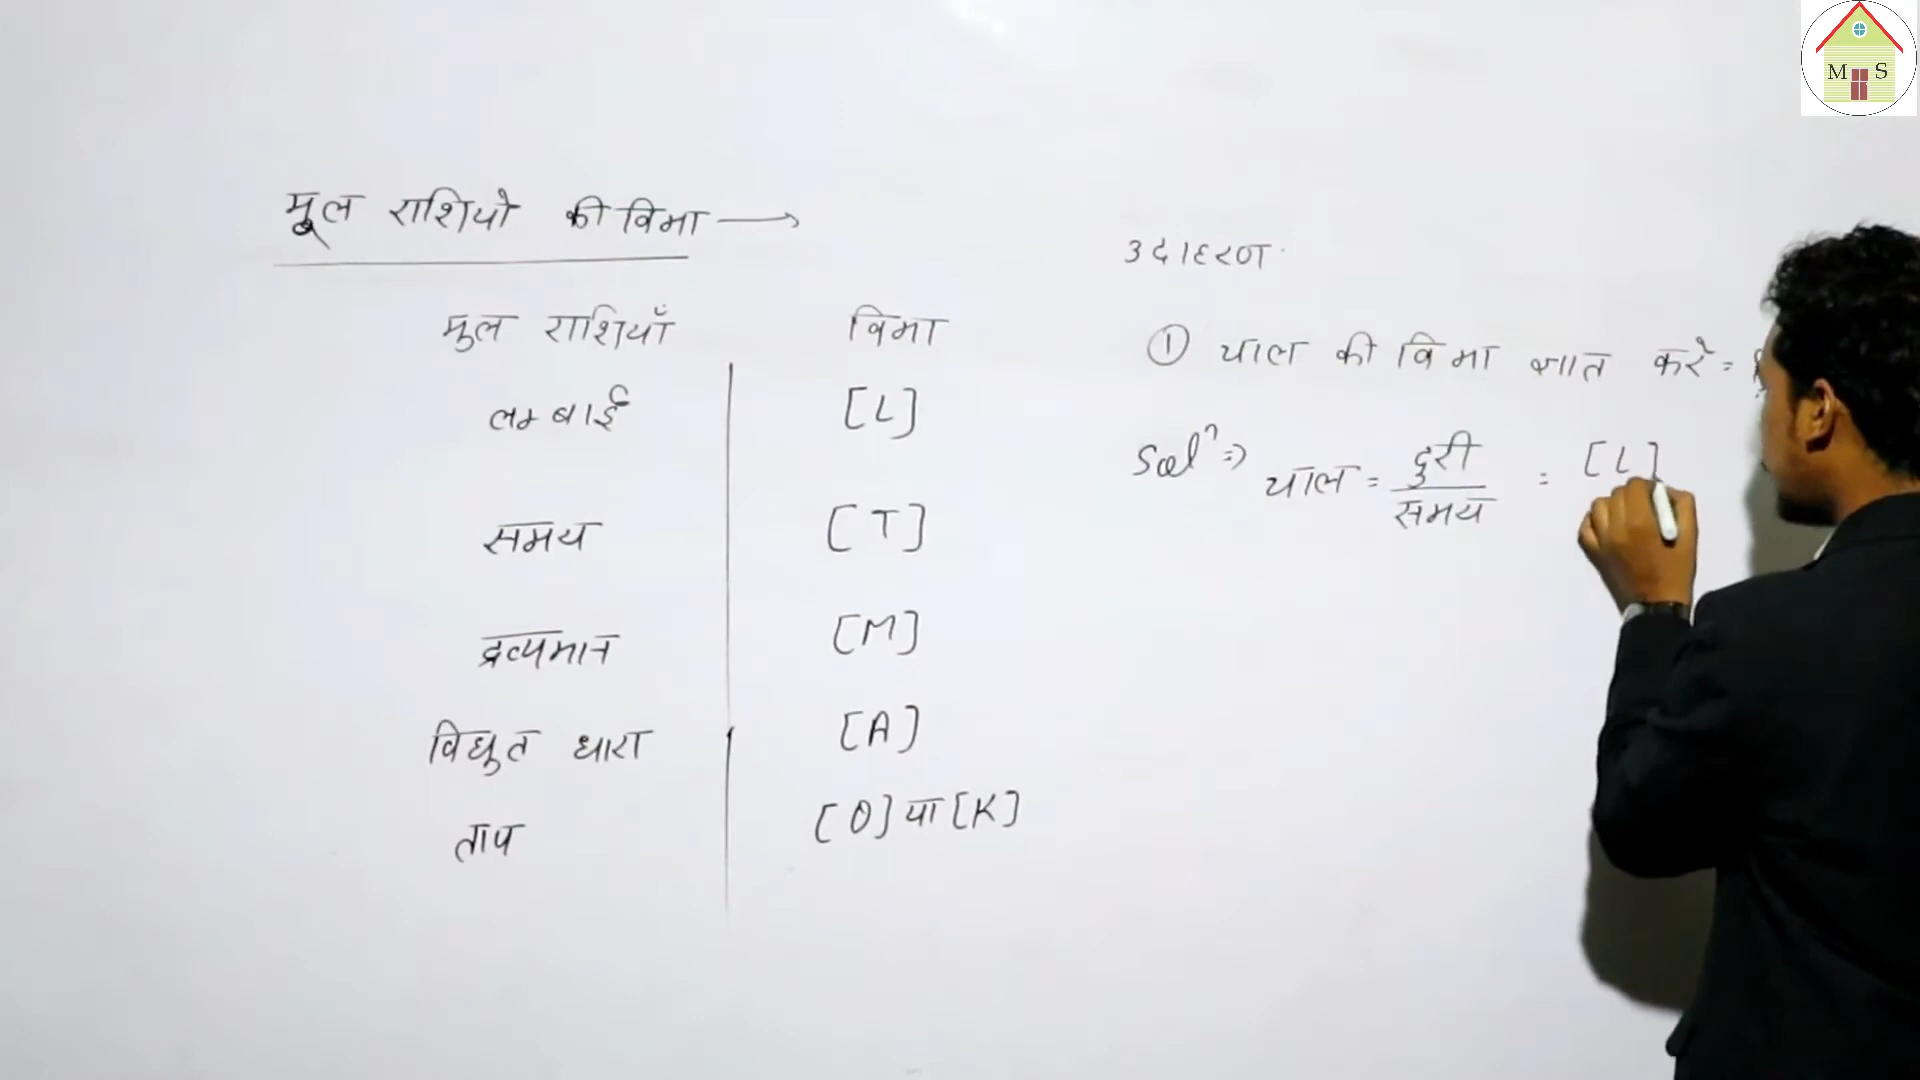 मूल राशियो की विमा →
मुल राशियाँ विमा
लम्बाई [L]
समय [T]
द्रव्यमान [M]
विधुत धारा [A]
ताप [θ] या [K]
उदाहरण
① चाल की विमा ज्ञात करे =
Solⁿ ⇒ चाल = दुरी / समय = [L]
M S